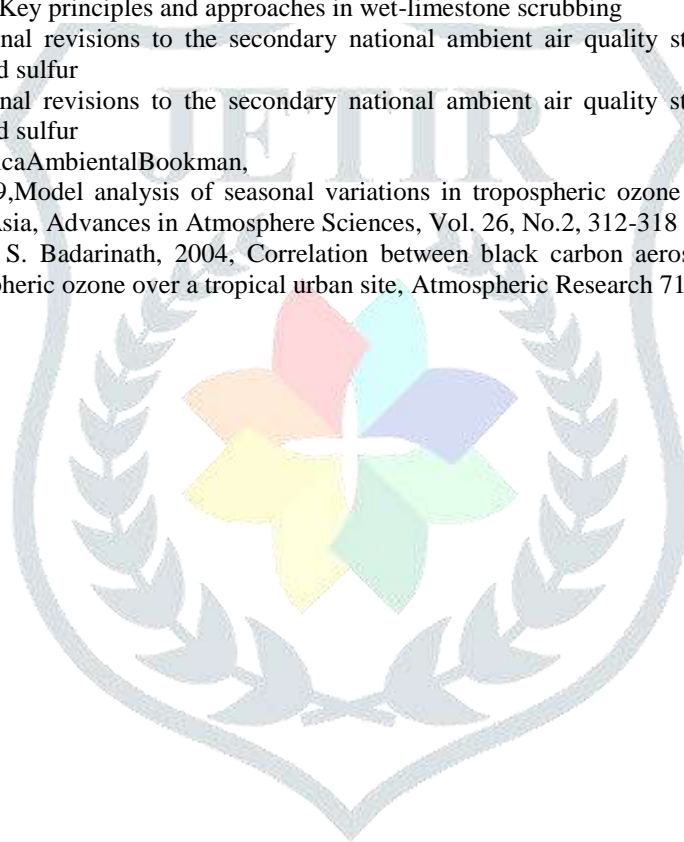 Key principles and approaches in wet-limestone scrubbing
nal revisions to the secondary national ambient air quality st
d sulfur
nal revisions to the secondary national ambient air quality st
d sulfur
icaAmbientalBookman,
9,Model analysis of seasonal variations in tropospheric ozone
Asia, Advances in Atmosphere Sciences, Vol. 26, No.2, 312-318
S. Badarinath, 2004, Correlation between black carbon aeros
pheric ozone over a tropical urban site, Atmospheric Research 71
JETIR